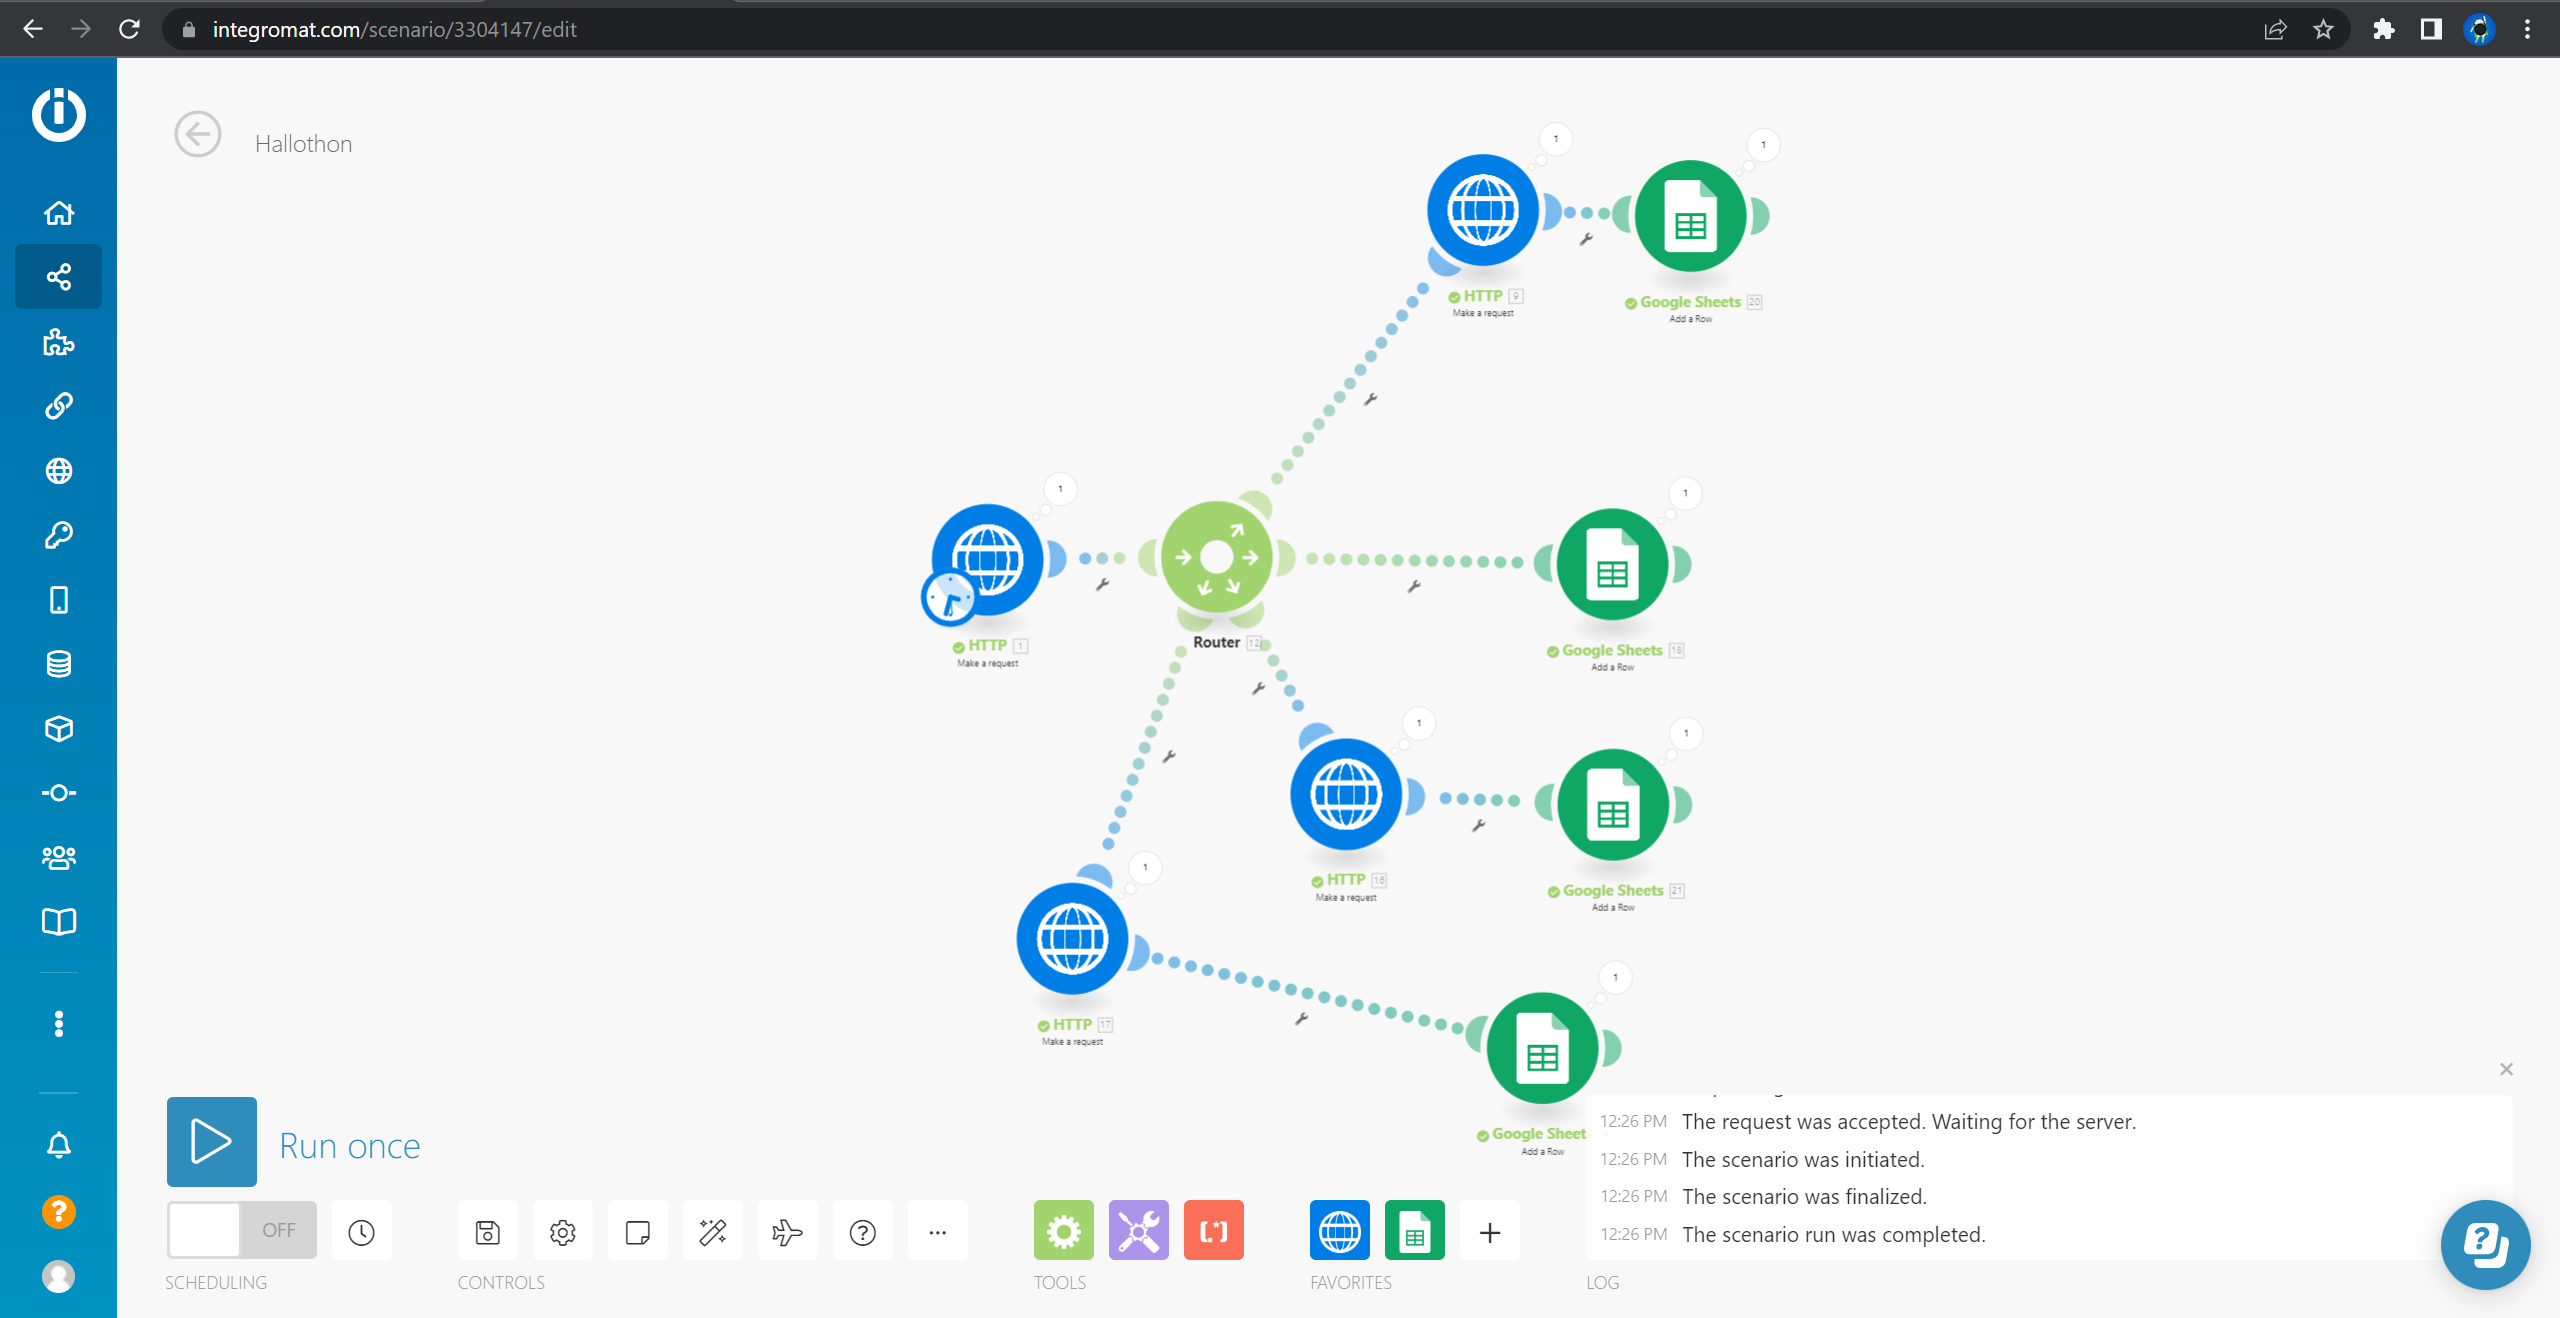 integromat.com/scenario/3304147/edit
Hallothon
1
1
HTTP 9
Make a request
Google Sheets 20
Add a Row
1
1
HTTP 1
Make a request
Router 12
Google Sheets 18
Add a Row
1
1
HTTP 16
Make a request
Google Sheets 21
Add a Row
1
HTTP 17
Make a request
1
Google Sheet
Add a Row
Run once
OFF
SCHEDULING
CONTROLS
TOOLS
FAVORITES
12:26 PM The request was accepted. Waiting for the server.
12:26 PM The scenario was initiated.
12:26 PM The scenario was finalized.
12:26 PM The scenario run was completed.
LOG